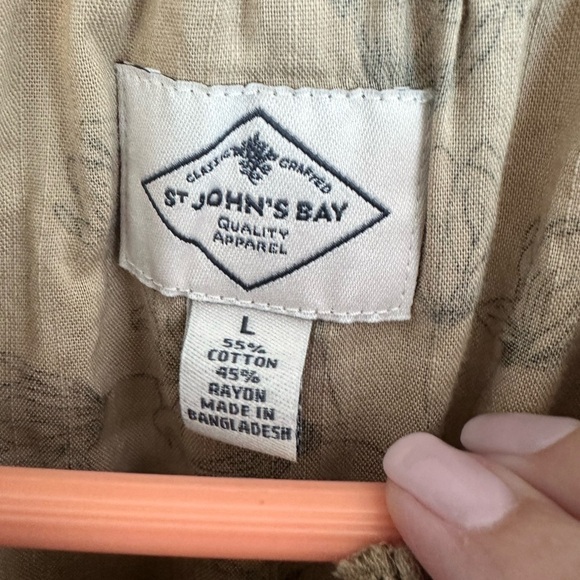 CLASSIC CRAFTED
ST JOHN'S BAY
QUALITY
APPAREL
L
55%
COTTON
45%
RAYON
MADE IN
BANGLADESH